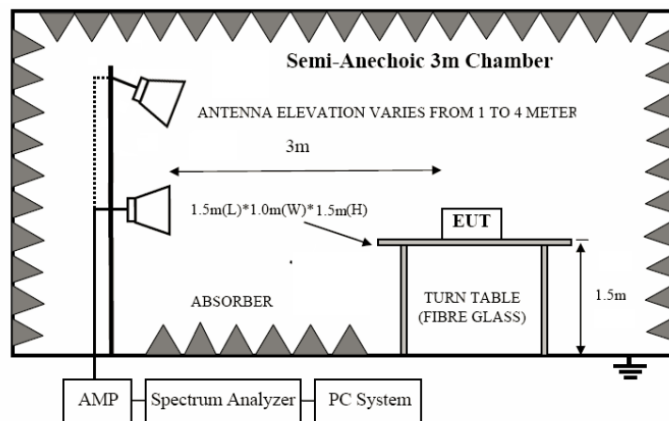 Semi-Anechoic 3m Chamber
ANTENNA ELEVATION VARIES FROM 1 TO 4 METER
3m
1.5m(L)*1.0m(W)*1.5m(H)
EUT
ABSORBER
TURN TABLE
(FIBRE GLASS)
1.5m
AMP
Spectrum Analyzer
PC System